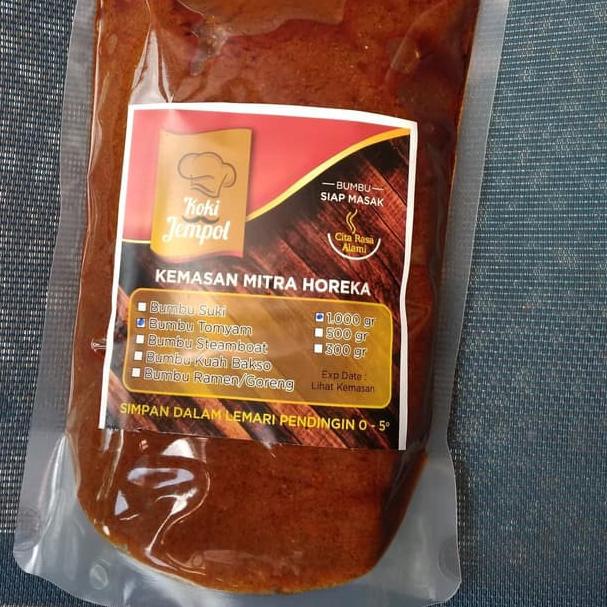 Koki
Jempol
BUMBU
SIAP MASAK
Cita Rasa
Alami
KEMASAN MITRA HOREKA
Bumbu Suki
Bumbu Tomyam
Bumbu Steamboat
Bumbu Kuah Bakso
Bumbu Ramen/Goreng
1.000 gr
500 gr
300 gr
Exp Date :
Lihat Kemasan
SIMPAN DALAM LEMARI PENDINGIN 0 - 5°